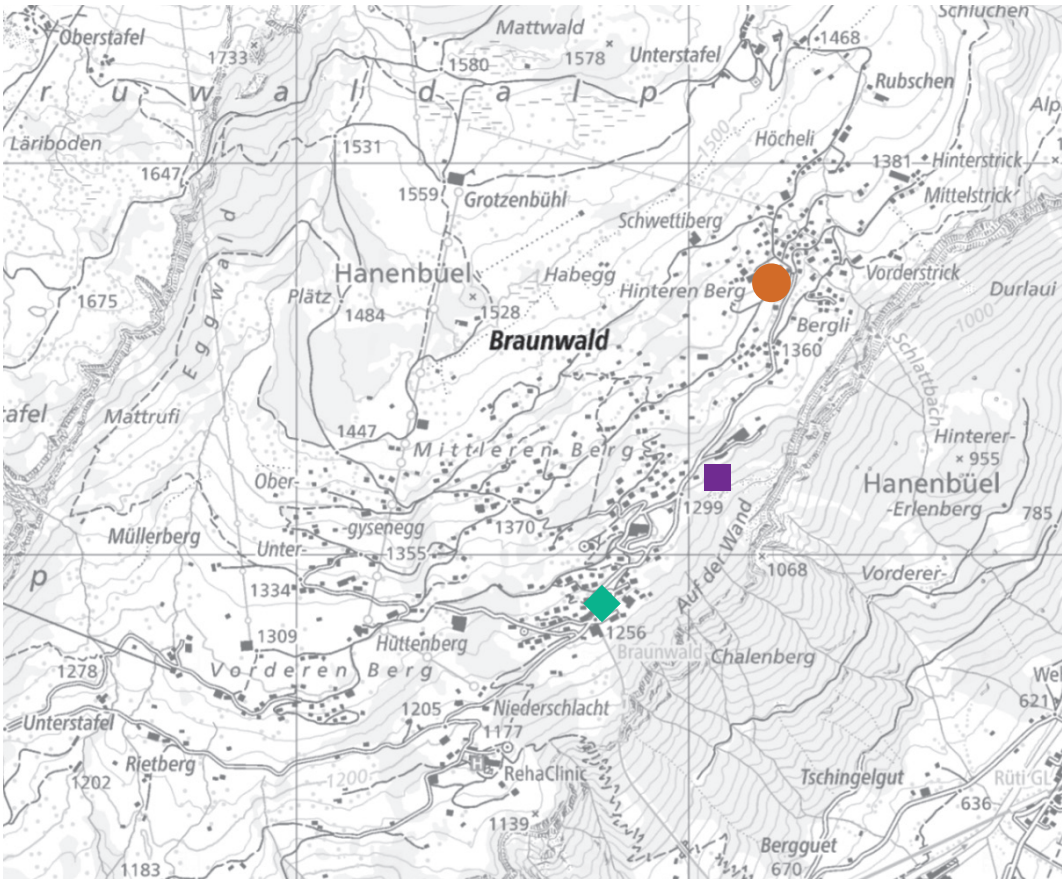 Schluchen
Oberstafel
Mattwald
1468
1733
1580
1578
Unterstafel
Rubschen
r u w a l d a l p
Alp
Höcheli
Läriboden
1531
1500
1381
Hinterstrick
1647
1559
Grotzenbühl
Mittelstrick
Schwettiberg
Hanenbüel
Habegg
Hinteren Berg
Vorderstrick
1675
Plätz
1484
1528
Durlaui
Eggwald
Braunwald
Bergli
1000
1360
Schattbach
tafel
Mattrufi
1447
Mittleren Berg
Hinterer-
955
Ober-
Hanenbüel
1299
-Erlenberg
785
Müllerberg
-gysenegg
1370
Unter-
1355
Auf der Wand
1068
Vorderer-
p
1334
1309
Hüttenberg
1256
Braunwald
Chalenberg
1278
Vorderen Berg
1205
Niederschlacht
621
Unterstafel
1177
Rietberg
H
RehaClinic
Tschingelgut
Rüti GL
1202
1200
636
1139
Bergguet
1183
670